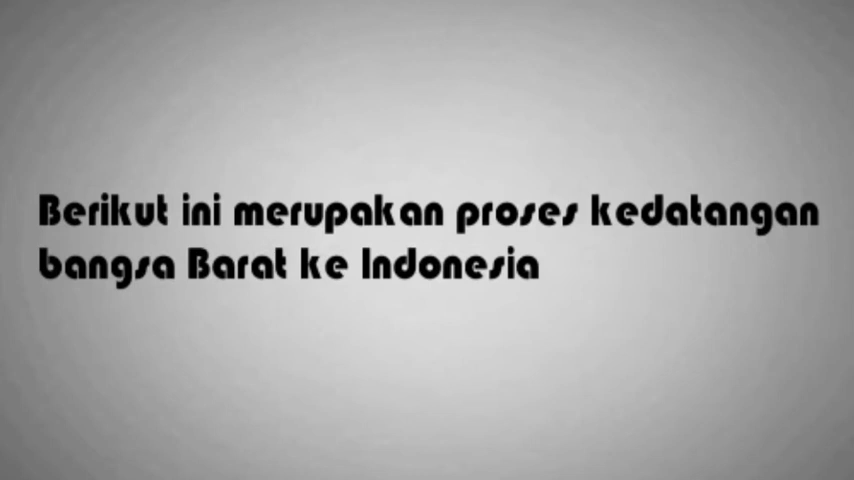 Berikut ini merupakan proses kedatangan
bangsa Barat ke Indonesia